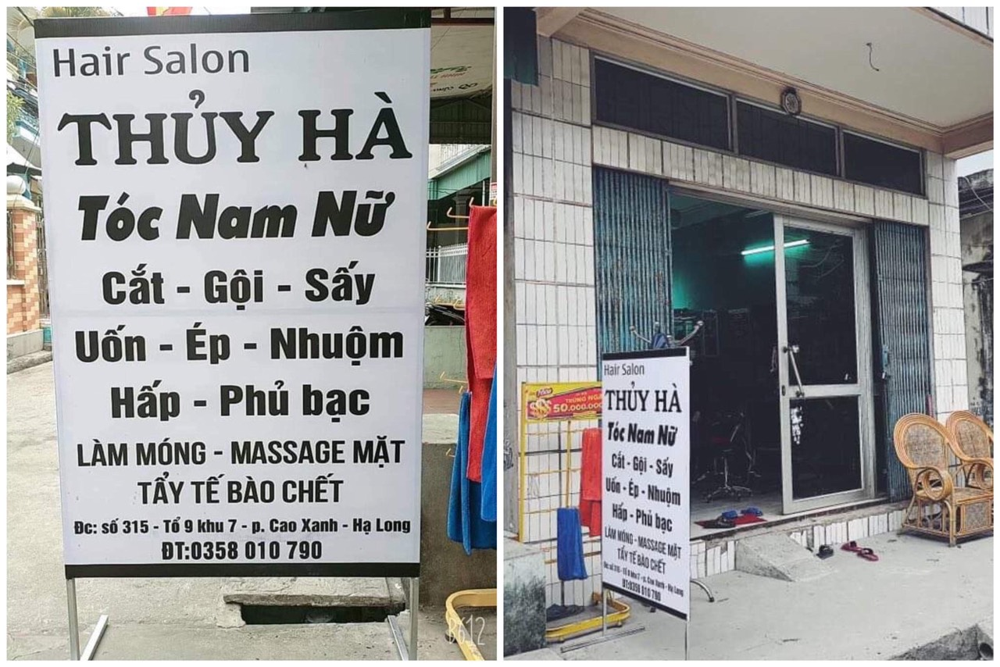 Hair Salon
THỦY HÀ
Tóc Nam Nữ
Cắt - Gội - Sấy
Uốn - Ép - Nhuộm
Hấp - Phủ bạc
LÀM MÓNG - MASSAGE MẶT
TẨY TẾ BÀO CHẾT
Đc: số 315 - Tổ 9 khu 7 - p. Cao Xanh - Hạ Long
ĐT:0358 010 790
B612
Hair Salon
THỦY HÀ
Tóc Nam Nữ
Cắt - Gội - Sấy
Uốn - Ép - Nhuộm
Hấp - Phủ bạc
LÀM MÓNG - MASSAGE MẶT
TẨY TẾ BÀO CHẾT
Đc: số 315 - Tổ 9 khu 7 - p. Cao Xanh - Hạ Long
ĐT:0358 010 790
TRÚNG NGA
50.000.000